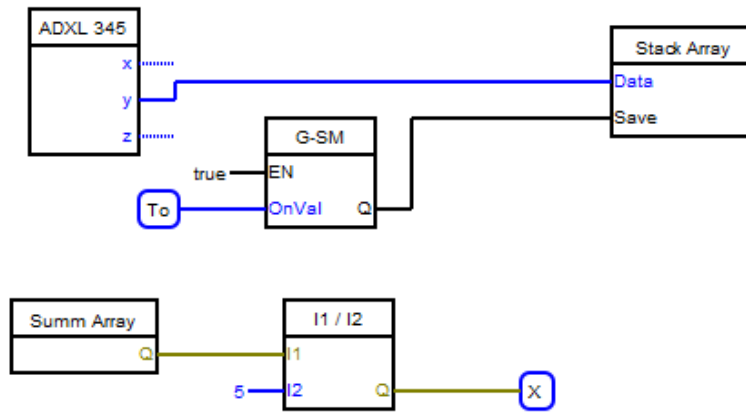 ADXL 345
x
y
z
Stack Array
Data
Save
G-SM
true
EN
To
OnVal
Q
Summ Array
Q
I1 / I2
I1
5
I2
Q
X